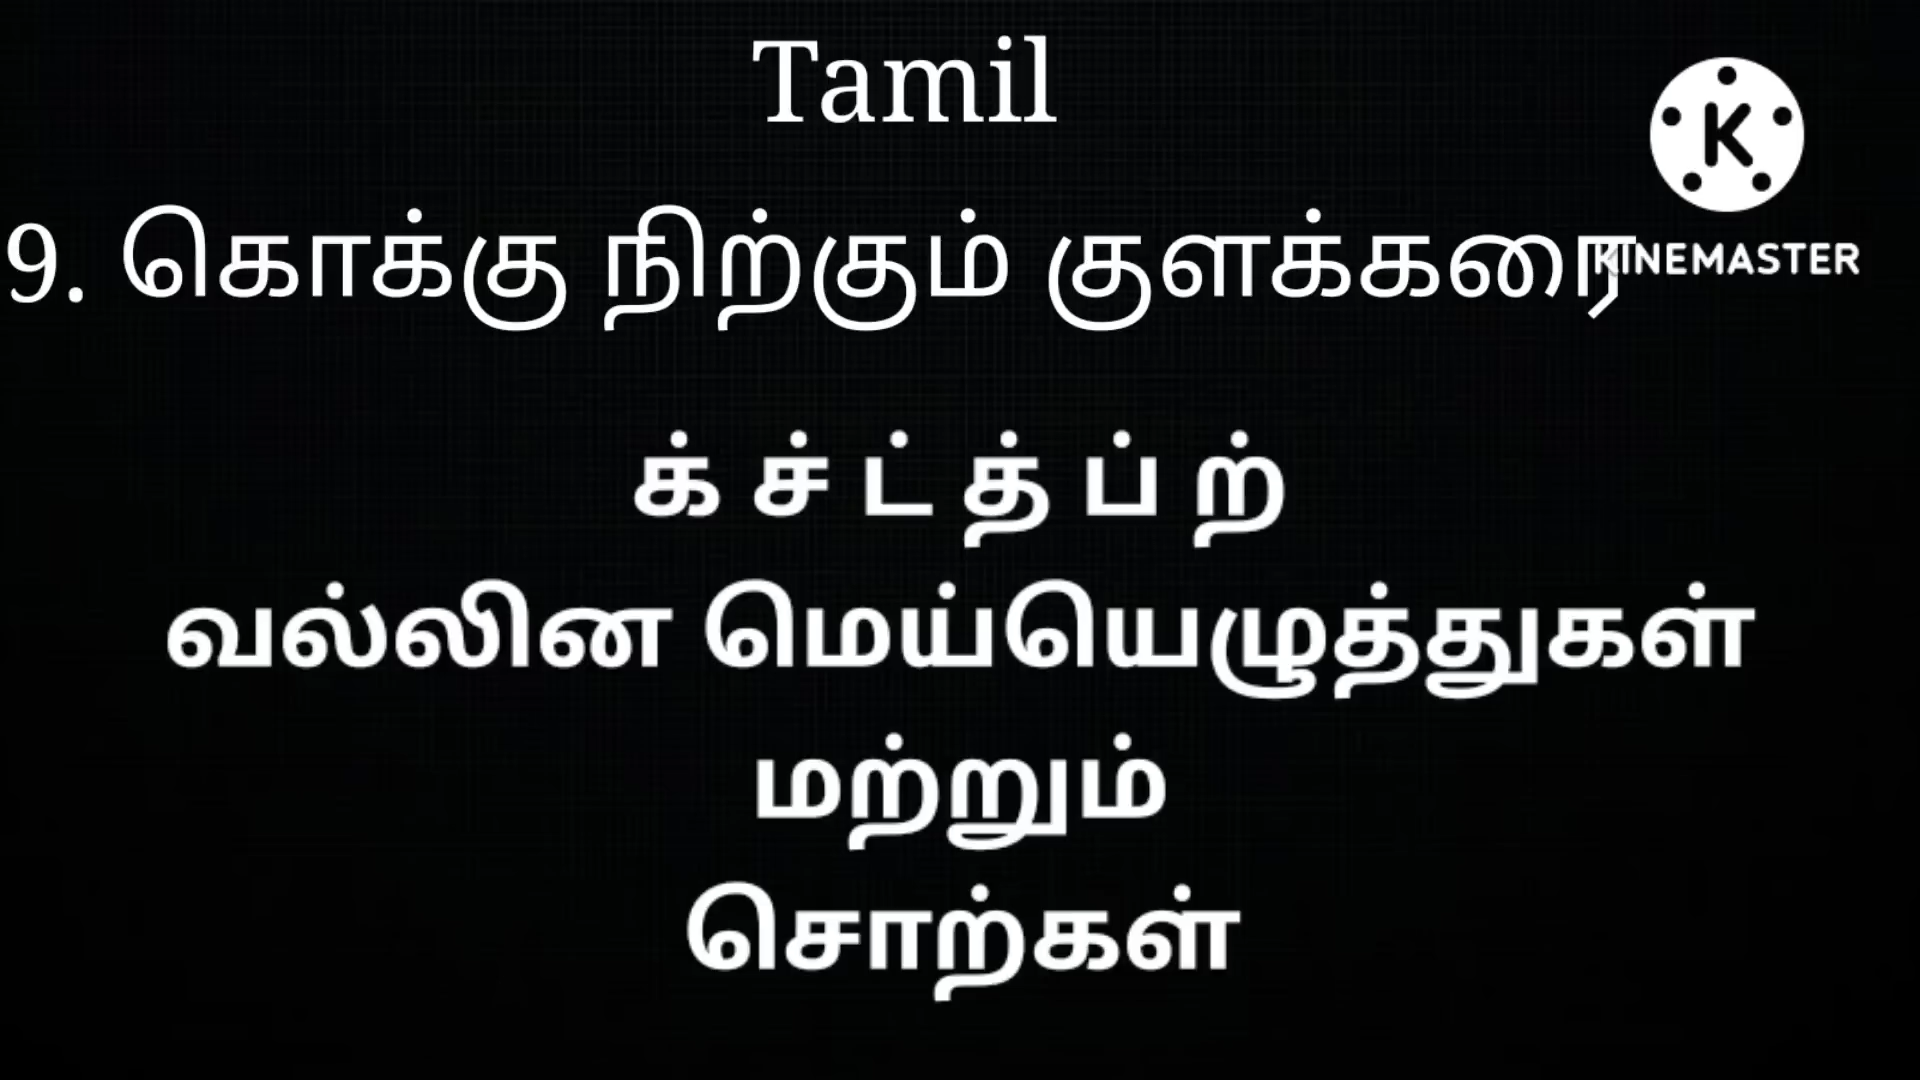 Tamil
9. கொக்கு நிற்கும் குளக்கரை
KINEMASTER
க் ச் ட் த் ப் ற்
வல்லின மெய்யெழுத்துகள்
மற்றும்
சொற்கள்